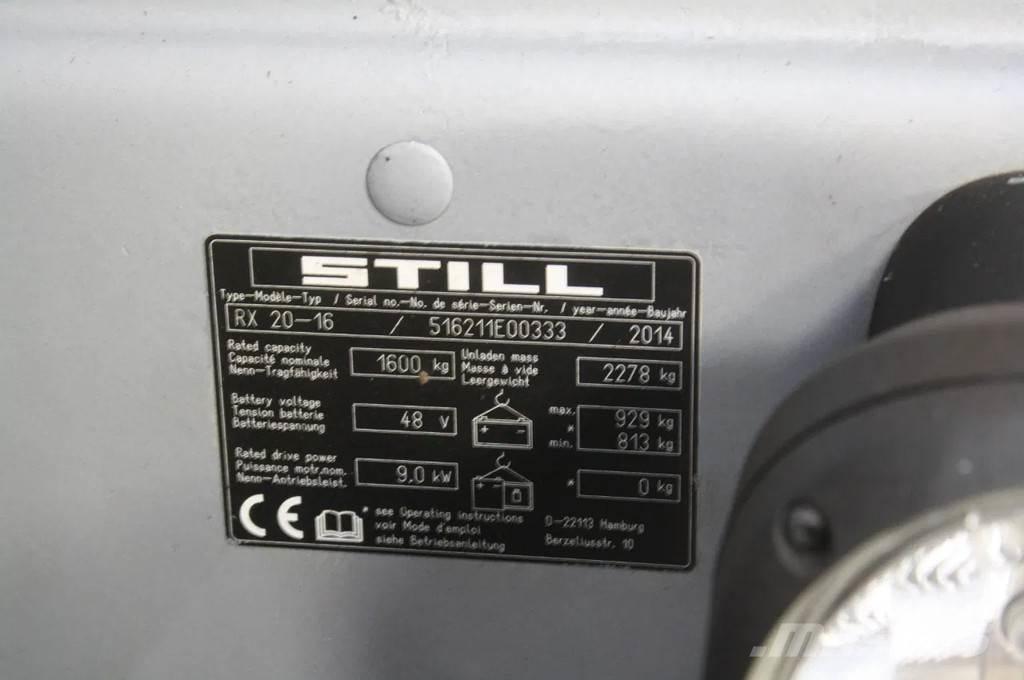 STILL
Type-Modèle-Typ / Serial no.-No. de série-Serien-Nr. / year-année-Baujahr
RX 20-16 / 516211E00333 / 2014
Rated capacity
Capacité nominale
Nenn-Tragfähigkeit
1600 kg
Unladen mass
Masse à vide
Leergewicht
2278 kg
Battery voltage
Tension batterie
Batteriespannung
48 V
+ -
max. 929 kg
*
min. 813 kg
Rated drive power
Puissance motr.nom.
Nenn-Antriebsleist.
9.0 kW
+ -
* 0 kg
CE
* see Operating instructions
voir Mode d'emploi
siehe Betriebsanleitung
D-22113 Hamburg
Berzeliusstr. 10